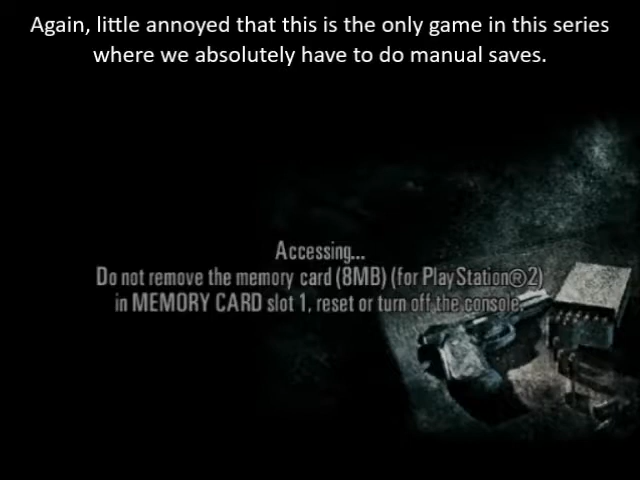 Again, little annoyed that this is the only game in this series
where we absolutely have to do manual saves.
Accessing...
Do not remove the memory card (8MB) (for PlayStation®2)
in MEMORY CARD slot 1, reset or turn off the console.